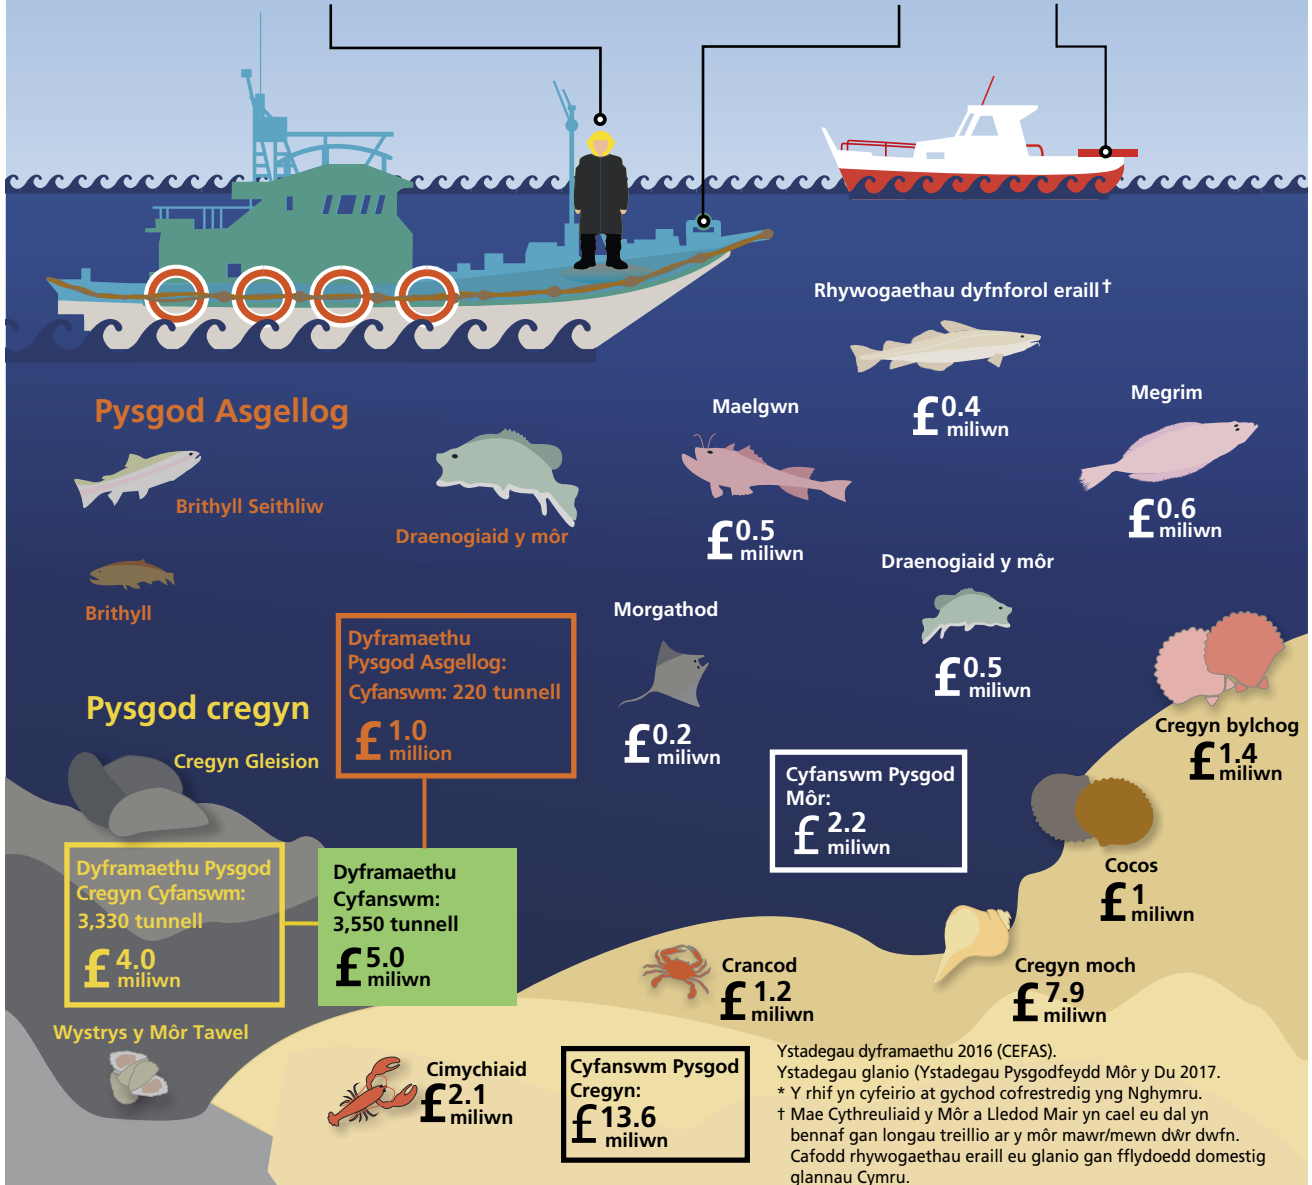 Rhywogaethau dyfnforol eraill†
£0.4
miliwn
Megrim
£0.6
miliwn
Maelgwn
£0.5
miliwn
Pysgod Asgellog
Brithyll Seithliw
Draenogiaid y môr
Brithyll
Draenogiaid y môr
£0.5
miliwn
Morgathod
£0.2
miliwn
Dyframaethu
Pysgod Asgellog:
Cyfanswm: 220 tunnell
£1.0
million
Pysgod cregyn
Cregyn Gleision
Cregyn bylchog
£1.4
miliwn
Cyfanswm Pysgod
Môr:
£2.2
miliwn
Dyframaethu Pysgod
Cregyn Cyfanswm:
3,330 tunnell
£4.0
miliwn
Dyframaethu
Cyfanswm:
3,550 tunnell
£5.0
miliwn
Cocos
£1
miliwn
Crancod
£1.2
miliwn
Cregyn moch
£7.9
miliwn
Wystrys y Môr Tawel
Cimychiaid
£2.1
miliwn
Cyfanswm Pysgod
Cregyn:
£13.6
miliwn
Ystadegau dyframaethu 2016 (CEFAS).
Ystadegau glanio (Ystadegau Pysgodfeydd Môr y Du 2017.
* Y rhif yn cyfeirio at gychod cofrestredig yng Nghymru.
† Mae Cythreuliaid y Môr a Lledod Mair yn cael eu dal yn
bennaf gan longau treillio ar y môr mawr/mewn dŵr dwfn.
Cafodd rhywogaethau eraill eu glanio gan fflydoedd domestig
glannau Cymru.